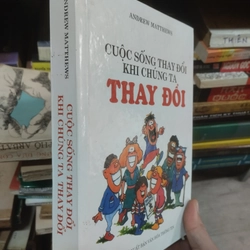 ANDREW MATTHEWS
CUỘC SỐNG THAY ĐỔI
KHI CHÚNG TA
THAY ĐỔI
ANDREW MATTHEWS
CUỘC SỐNG THAY ĐỔI
KHI CHÚNG TA THAY ĐỔI